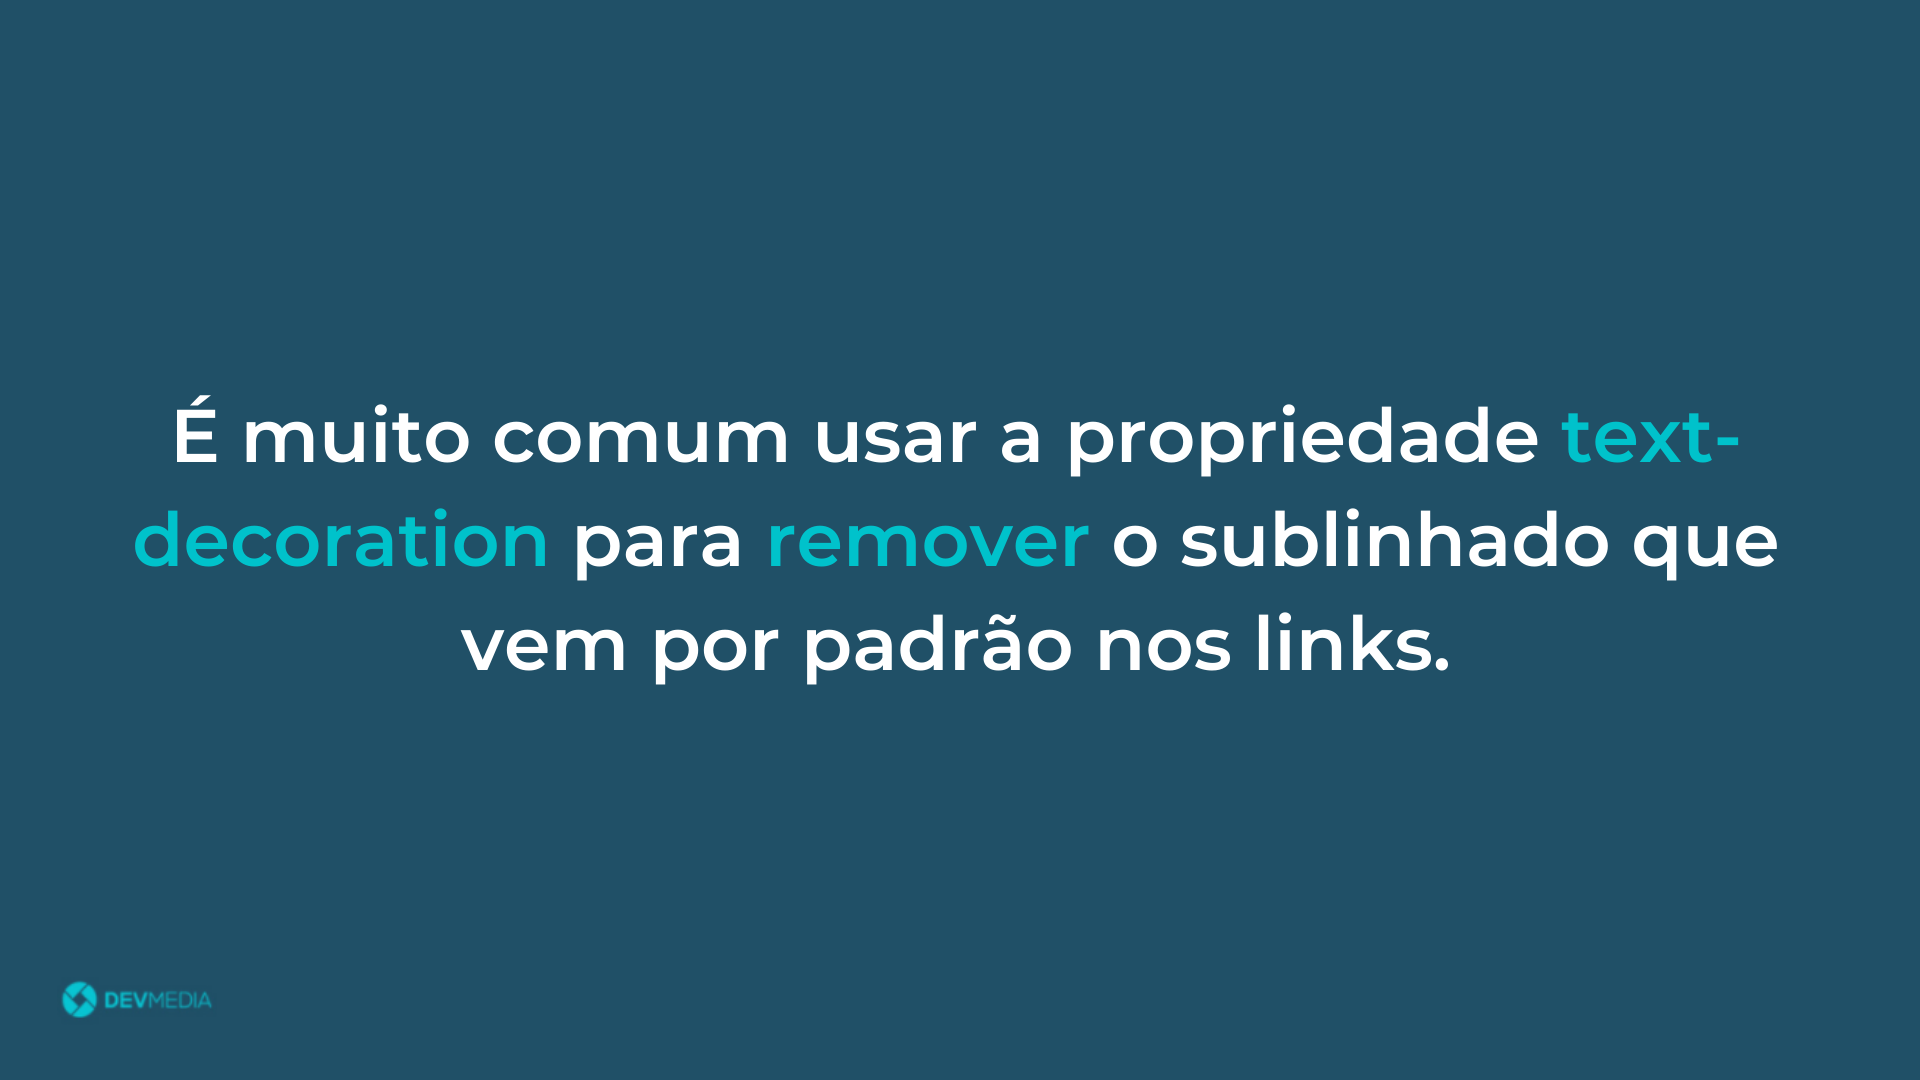 É muito comum usar a propriedade text-
decoration para remover o sublinhado que
vem por padrão nos links.
DEVMEDIA